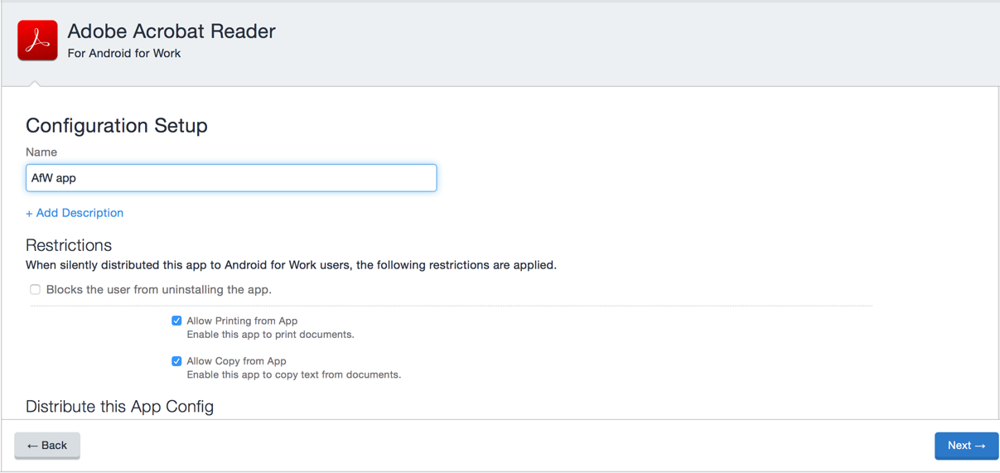 Adobe Acrobat Reader
For Android for Work
Configuration Setup
Name
AfW app
+ Add Description
Restrictions
When silently distributed this app to Android for Work users, the following restrictions are applied.
Blocks the user from uninstalling the app.
Allow Printing from App
Enable this app to print documents.
Allow Copy from App
Enable this app to copy text from documents.
Distribute this App Config
← Back
Next →